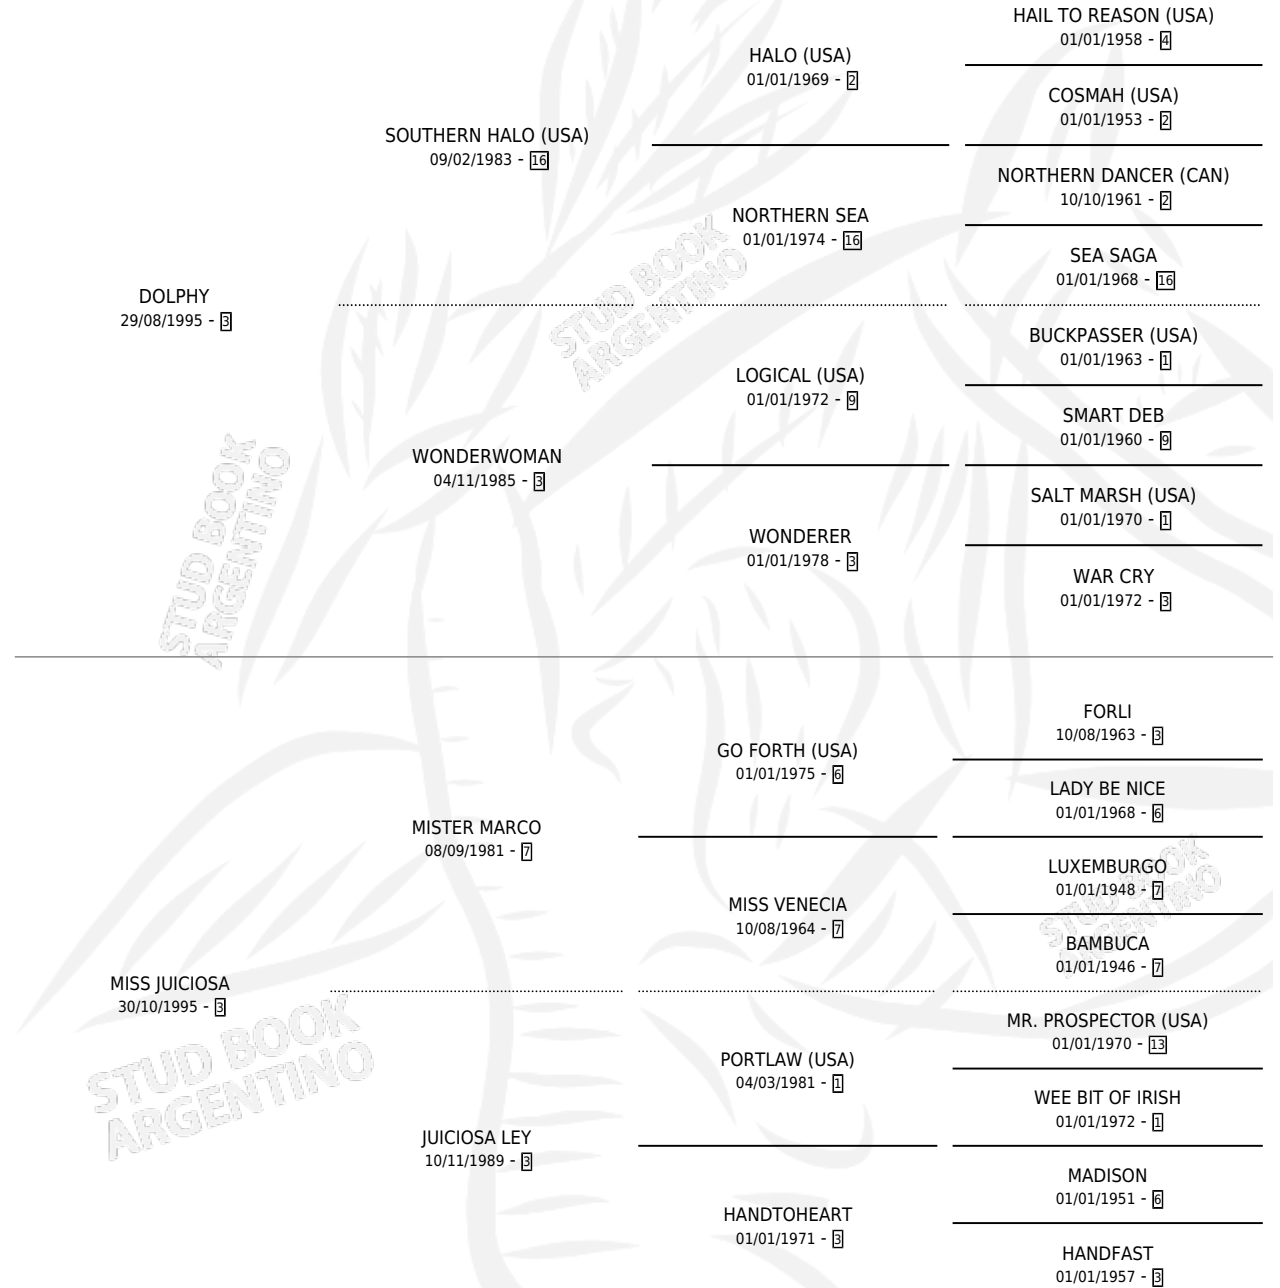 HAIL TO REASON (USA)
01/01/1958 - 4
HALO (USA)
01/01/1969 - 2
COSMAH (USA)
01/01/1953 - 2
SOUTHERN HALO (USA)
09/02/1983 - 16
NORTHERN DANCER (CAN)
10/10/1961 - 2
NORTHERN SEA
01/01/1974 - 16
SEA SAGA
01/01/1968 - 16
DOLPHY
29/08/1995 - 3
STUD BOOK
ARGENTINO
BUCKPASSER (USA)
01/01/1963 - 1
LOGICAL (USA)
01/01/1972 - 9
SMART DEB
01/01/1960 - 9
WONDERWOMAN
04/11/1985 - 3
SALT MARSH (USA)
01/01/1970 - 1
WONDERER
01/01/1978 - 3
WAR CRY
01/01/1972 - 3
STUD BOOK
ARGENTINO
FORLI
10/08/1963 - 3
GO FORTH (USA)
01/01/1975 - 6
LADY BE NICE
01/01/1968 - 6
MISTER MARCO
08/09/1981 - 7
LUXEMBURGO
01/01/1948 - 7
MISS VENECIA
10/08/1964 - 7
STUD BOOK
ARGENTINO
BAMBUCA
01/01/1946 - 7
MISS JUICIOSA
30/10/1995 - 3
MR. PROSPECTOR (USA)
01/01/1970 - 13
PORTLAW (USA)
04/03/1981 - 1
STUD BOOK
ARGENTINO
WEE BIT OF IRISH
01/01/1972 - 1
JUICIOSA LEY
10/11/1989 - 3
MADISON
01/01/1951 - 6
HANDTOHEART
01/01/1971 - 3
HANDFAST
01/01/1957 - 3